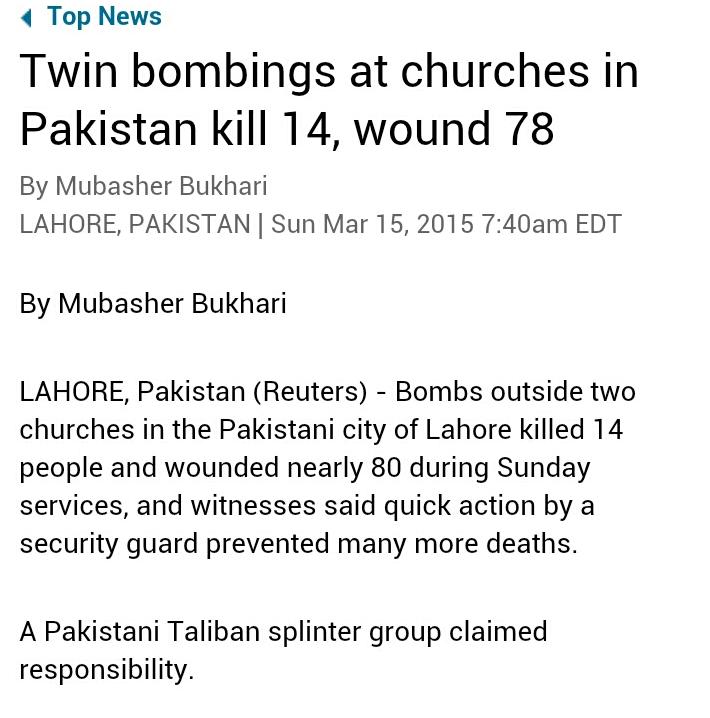 Top News
Twin bombings at churches in
Pakistan kill 14, wound 78
By Mubasher Bukhari
LAHORE, PAKISTAN | Sun Mar 15, 2015 7:40am EDT
By Mubasher Bukhari
LAHORE, Pakistan (Reuters) - Bombs outside two
churches in the Pakistani city of Lahore killed 14
people and wounded nearly 80 during Sunday
services, and witnesses said quick action by a
security guard prevented many more deaths.
A Pakistani Taliban splinter group claimed
responsibility.